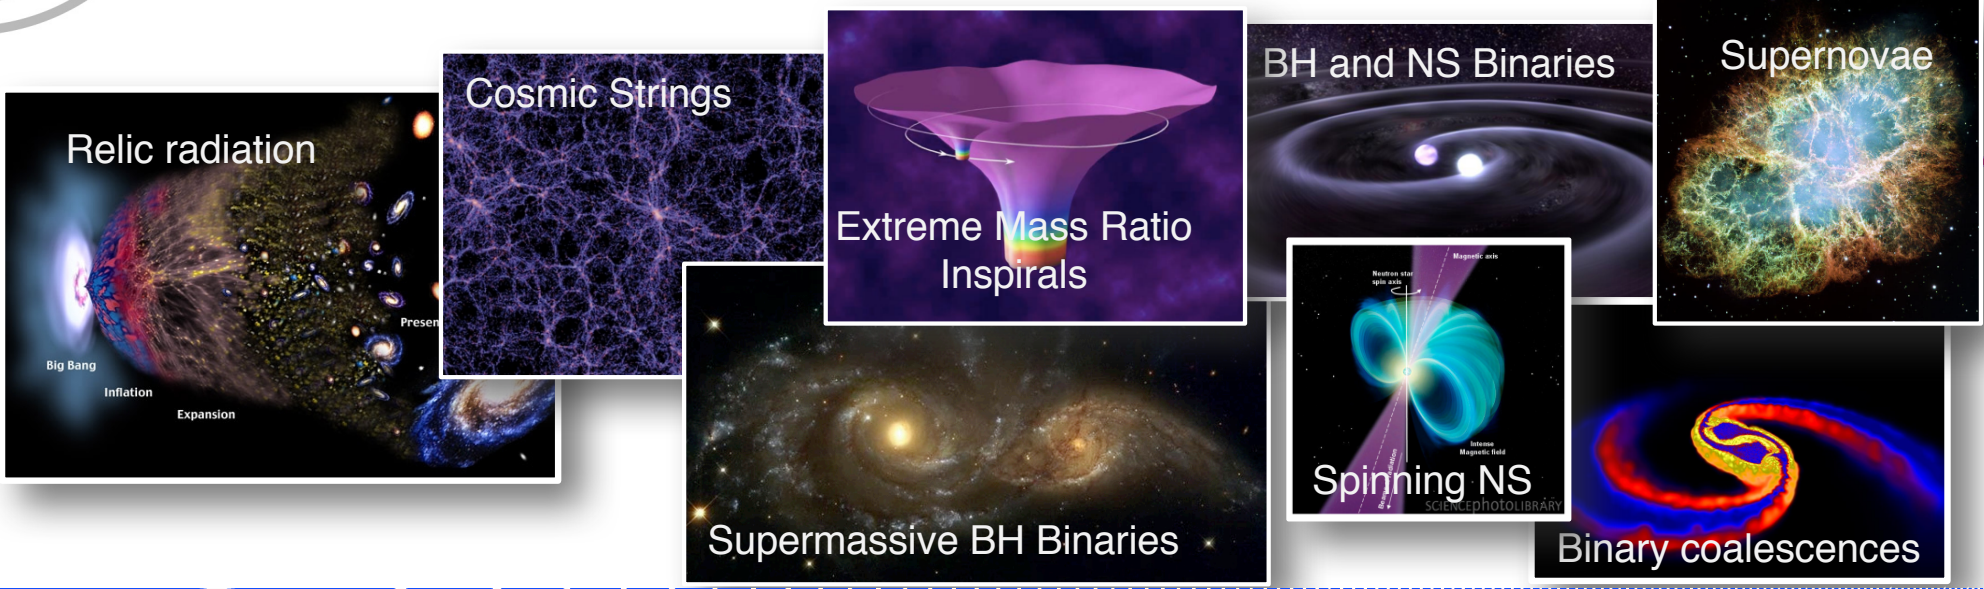 Relic radiation
Big Bang
Inflation
Expansion
Presen
Cosmic Strings
Extreme Mass Ratio
Inspirals
Supermassive BH Binaries
BH and NS Binaries
Magnetic axis
Neutron star
spin axis
Intense
Magnetic field
Spinning NS
SCIENCEPHOTOLIBRARY
Supernovae
Binary coalescences